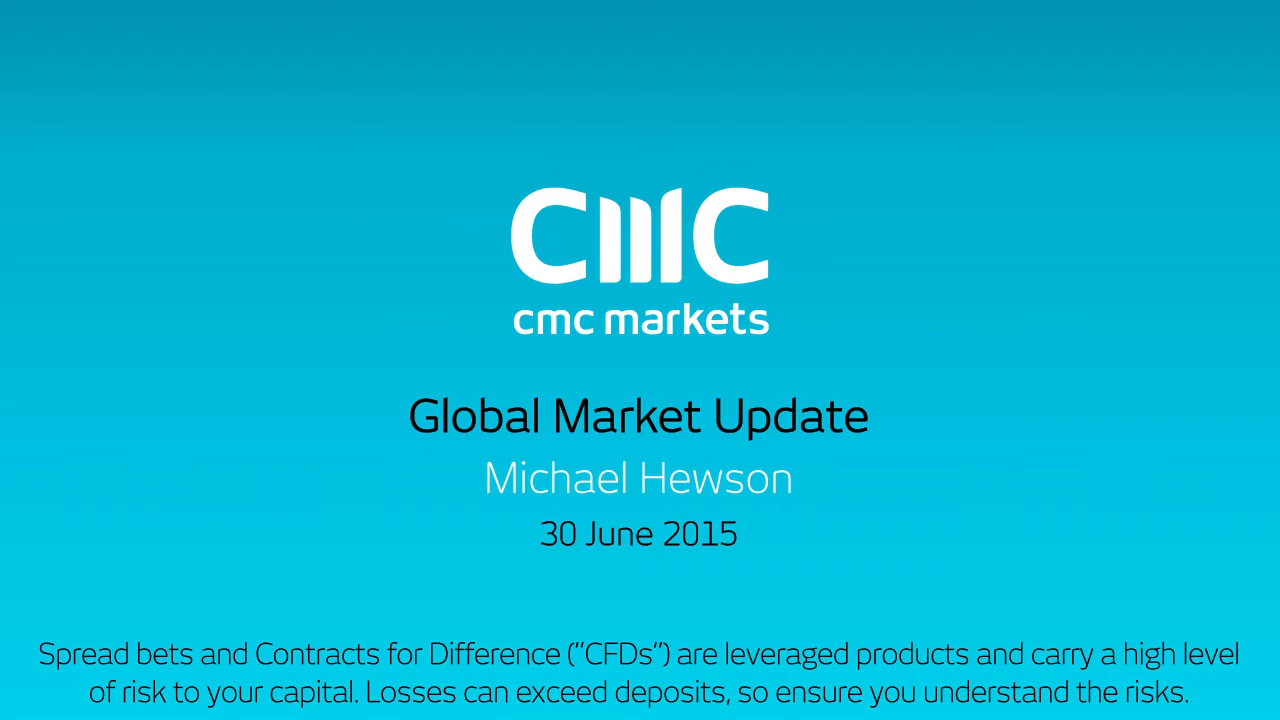 CMC
cmc markets
Global Market Update
Michael Hewson
30 June 2015
Spread bets and Contracts for Difference (“CFDs”) are leveraged products and carry a high level
of risk to your capital. Losses can exceed deposits, so ensure you understand the risks.